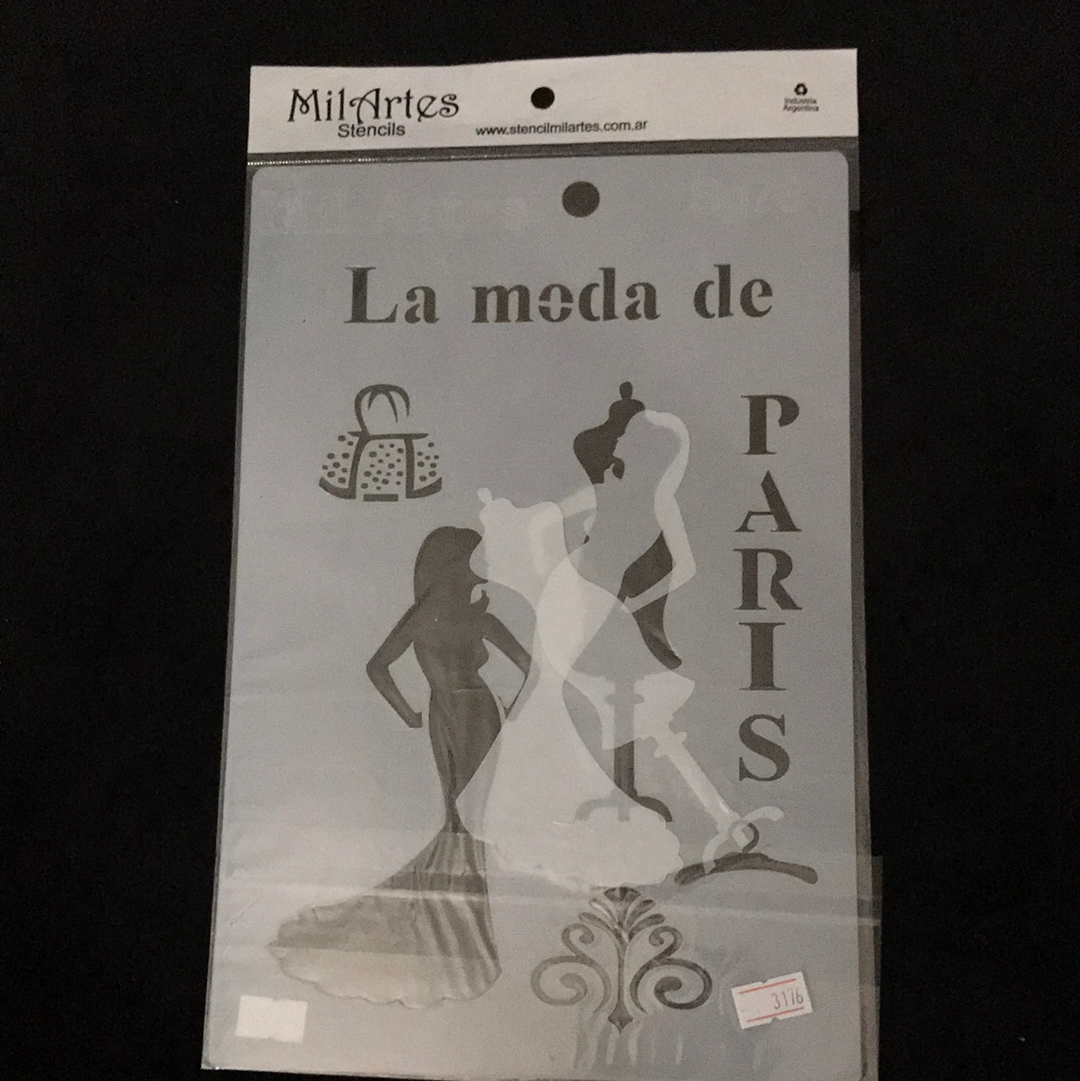 MilArtes
Stencils
www.stencilmilartes.com.ar
Industria
Argentina
La moda de
PARIS
3176